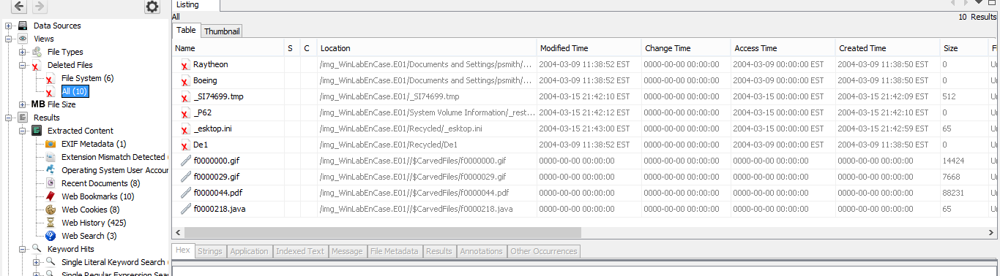 Listing
All 10 Results
Table Thumbnail
Name S C Location Modified Time Change Time Access Time Created Time Size
Raytheon /img_WinLabEnCase.E01/Documents and Settings/psmith/... 2004-03-09 11:38:52 EST 0000-00-00 00:00:00 2004-03-09 00:00:00 EST 2004-03-09 11:38:50 EST 0
Boeing /img_WinLabEnCase.E01/Documents and Settings/psmith/... 2004-03-09 11:38:52 EST 0000-00-00 00:00:00 2004-03-09 00:00:00 EST 2004-03-09 11:38:50 EST 0
_SI74699.tmp /img_WinLabEnCase.E01/_SI74699.tmp 2004-03-15 21:42:10 EST 0000-00-00 00:00:00 2004-03-15 00:00:00 EST 2004-03-15 21:42:09 EST 512
_P62 /img_WinLabEnCase.E01/System Volume Information/_rest... 2004-03-15 21:42:12 EST 0000-00-00 00:00:00 2004-03-15 00:00:00 EST 2004-03-15 21:42:10 EST 0
_esktop.ini /img_WinLabEnCase.E01/Recycled/_esktop.ini 2004-03-15 21:43:00 EST 0000-00-00 00:00:00 2004-03-15 00:00:00 EST 2004-03-15 21:42:59 EST 65
De1 /img_WinLabEnCase.E01/Recycled/De1 2004-03-09 11:38:52 EST 0000-00-00 00:00:00 2004-03-09 00:00:00 EST 2004-03-09 11:38:50 EST 0
f0000000.gif /img_WinLabEnCase.E01//$CarvedFiles/f0000000.gif 0000-00-00 00:00:00 0000-00-00 00:00:00 0000-00-00 00:00:00 0000-00-00 00:00:00 14424
f0000029.gif /img_WinLabEnCase.E01//$CarvedFiles/f0000029.gif 0000-00-00 00:00:00 0000-00-00 00:00:00 0000-00-00 00:00:00 0000-00-00 00:00:00 7668
f0000044.pdf /img_WinLabEnCase.E01//$CarvedFiles/f0000044.pdf 0000-00-00 00:00:00 0000-00-00 00:00:00 0000-00-00 00:00:00 0000-00-00 00:00:00 88231
f0000218.java /img_WinLabEnCase.E01//$CarvedFiles/f0000218.java 0000-00-00 00:00:00 0000-00-00 00:00:00 0000-00-00 00:00:00 0000-00-00 00:00:00 65
Hex Strings Application Indexed Text Message File Metadata Results Annotations Other Occurrences
Data Sources
Views
File Types
Deleted Files
File System (6)
All (10)
MB File Size
Results
Extracted Content
EXIF Metadata (1)
Extension Mismatch Detected
Operating System User
Recent Documents (8)
Web Bookmarks (10)
Web Cookies (8)
Web History (425)
Web Search (3)
Keyword Hits
Single Literal Keyword Search
Single Regular Expression